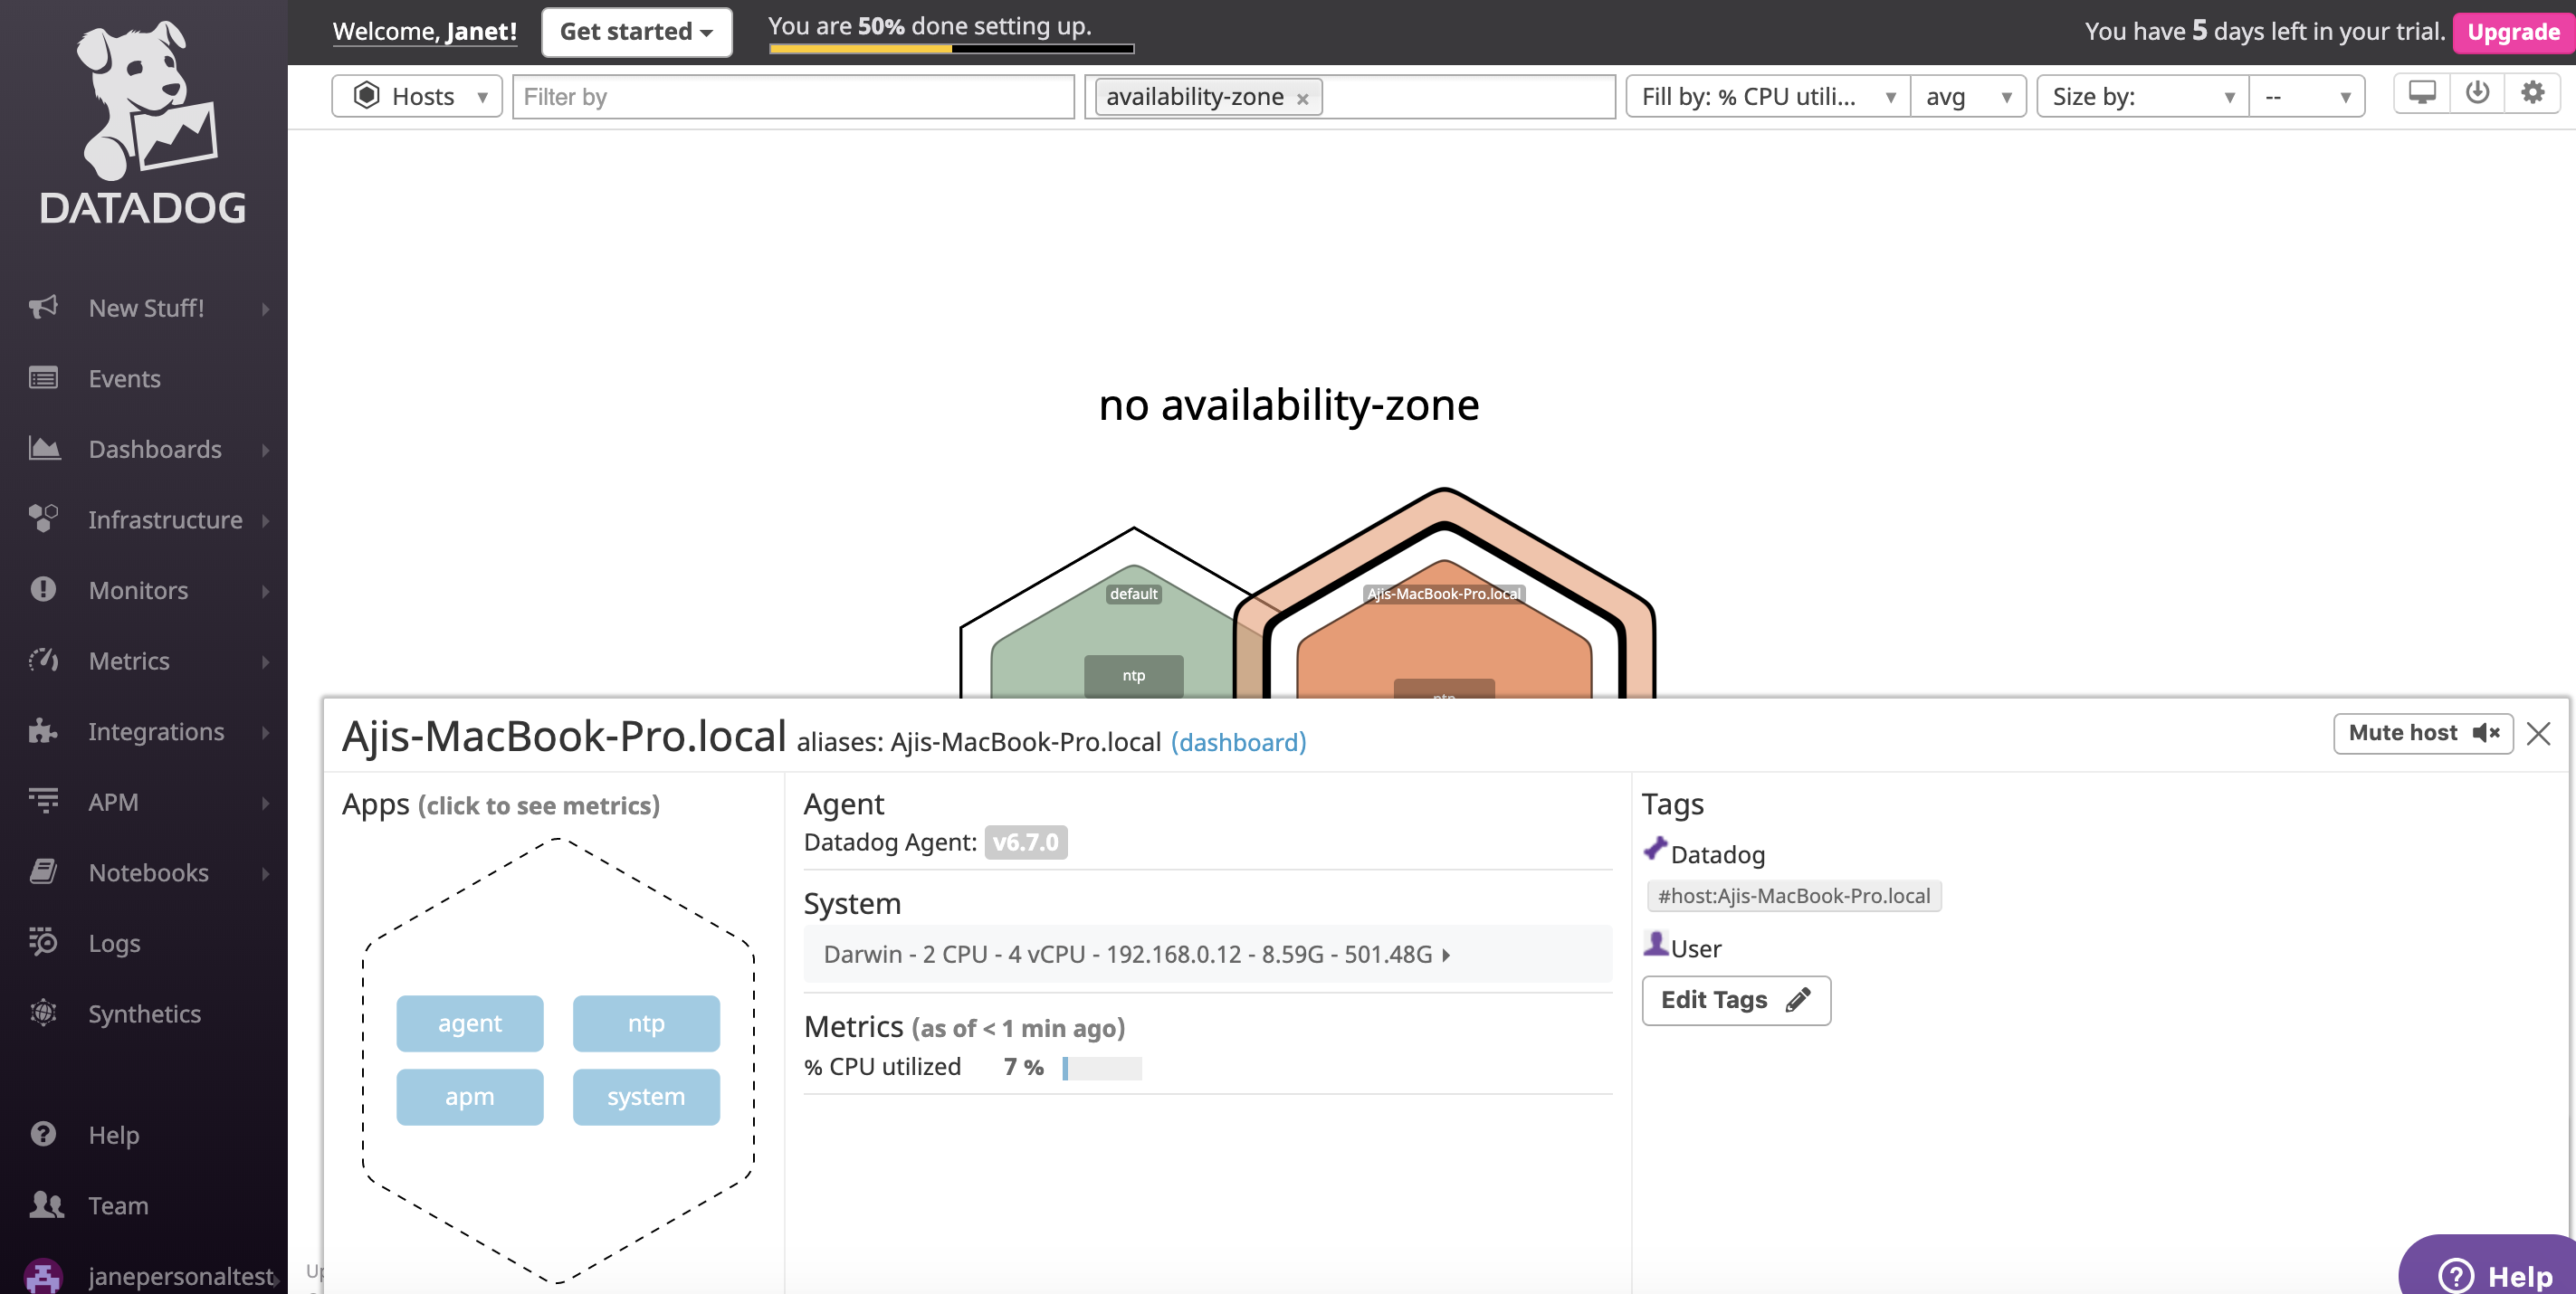 DATADOG
New Stuff!
Events
Dashboards
Infrastructure
Monitors
Metrics
Integrations
APM
Notebooks
Logs
Synthetics
Help
Team
janepersonaltest
Welcome, Janet!
Get started
You are 50% done setting up.
You have 5 days left in your trial.
Upgrade
Hosts
Filter by
availability-zone ×
Fill by: % CPU utili...
avg
Size by:
--
no availability-zone
default
ntp
Ajis-MacBook-Pro.local
ntp
Ajis-MacBook-Pro.local aliases: Ajis-MacBook-Pro.local (dashboard)
Mute host
Apps (click to see metrics)
agent
ntp
apm
system
Agent
Datadog Agent: v6.7.0
System
Darwin - 2 CPU - 4 vCPU - 192.168.0.12 - 8.59G - 501.48G
Metrics (as of < 1 min ago)
% CPU utilized 7 %
Tags
Datadog
#host:Ajis-MacBook-Pro.local
User
Edit Tags
Help